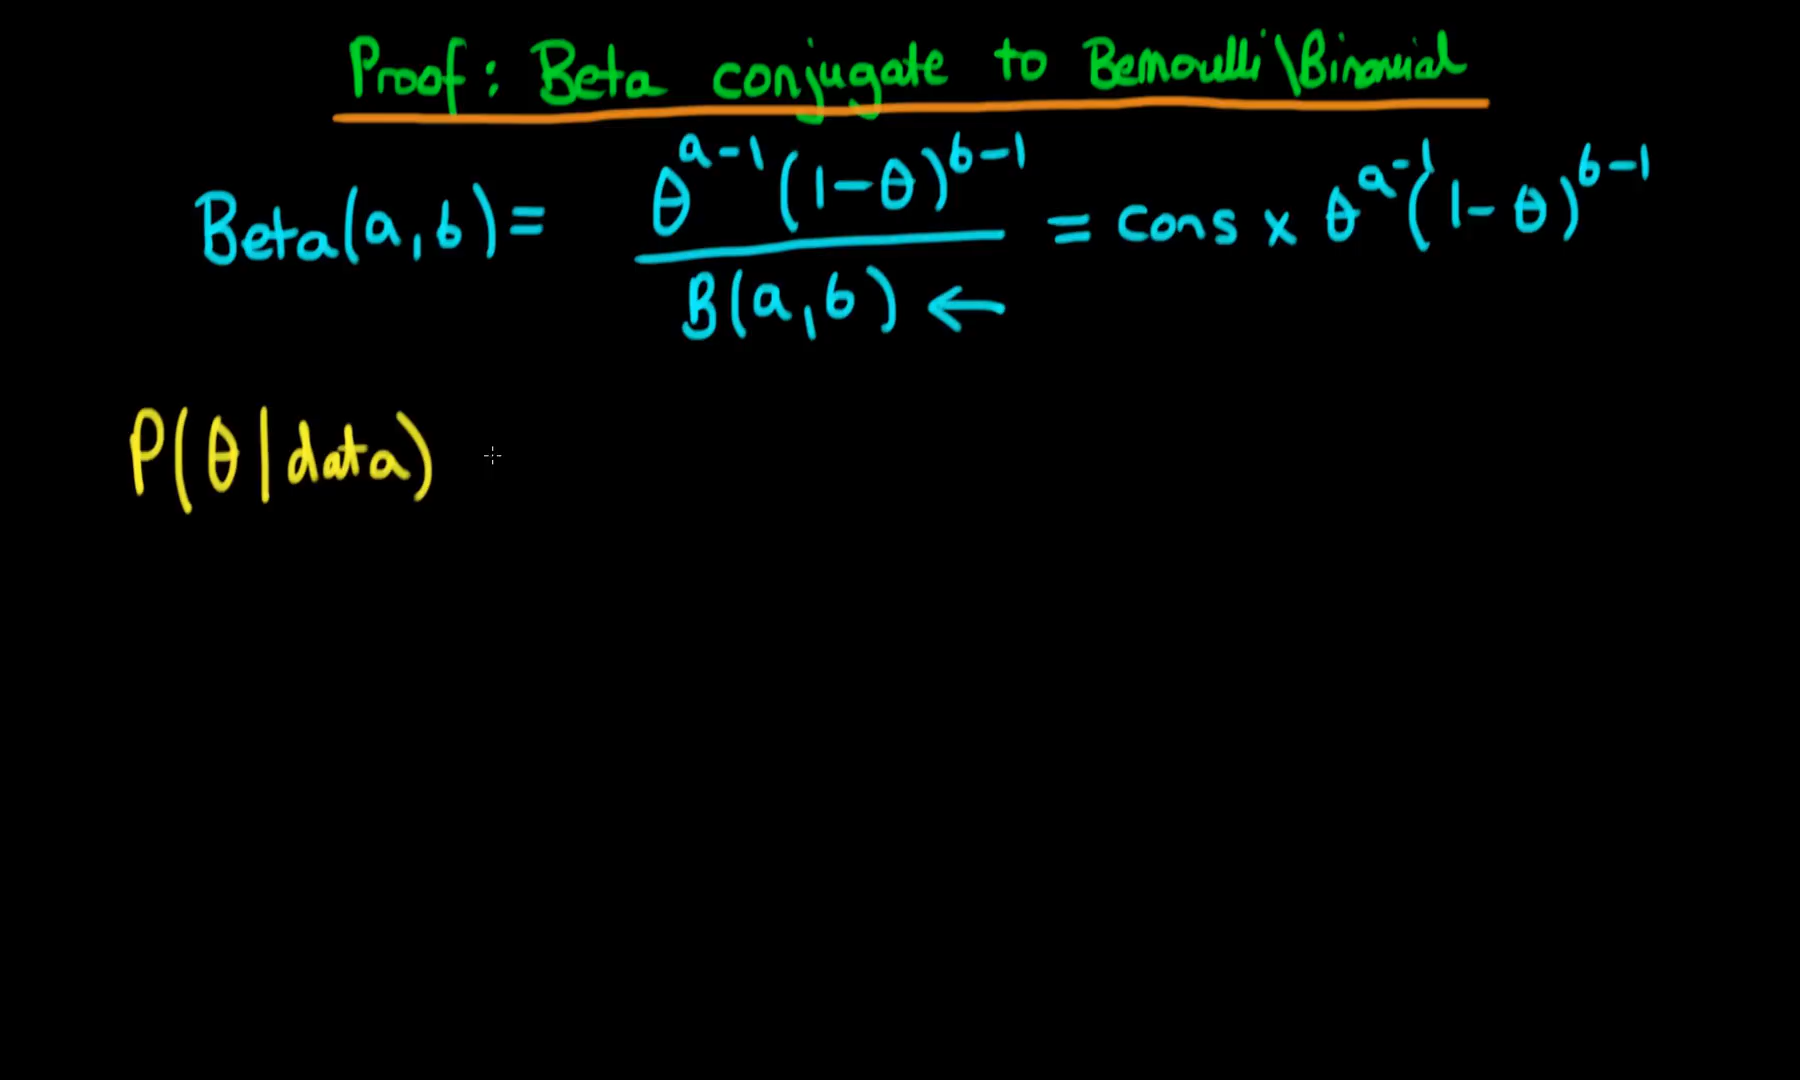 Proof: Beta conjugate to Bernoulli\Binomial
Beta(a,b) = θ^{a-1}(1-θ)^{b-1} / B(a,b) ← = cons x θ^{a-1}(1-θ)^{b-1}
P(θ|data)